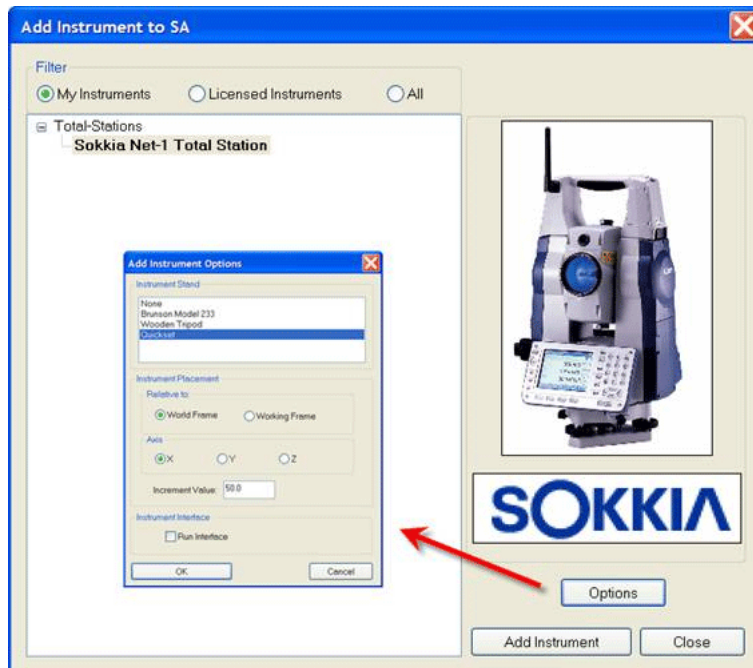 Add Instrument to SA
Filter
My Instruments Licensed Instruments All
Total-Stations
Sokkia Net-1 Total Station
Add Instrument Options
Instrument Stand
None
Brunson Model 233
Wooden Tripod
Quickset
Instrument Placement
Relative to:
World Frame Working Frame
Axis
X Y Z
Increment Value: 50.0
Instrument Interface
Run Interface
OK Cancel
SOKKIA
Options
Add Instrument Close